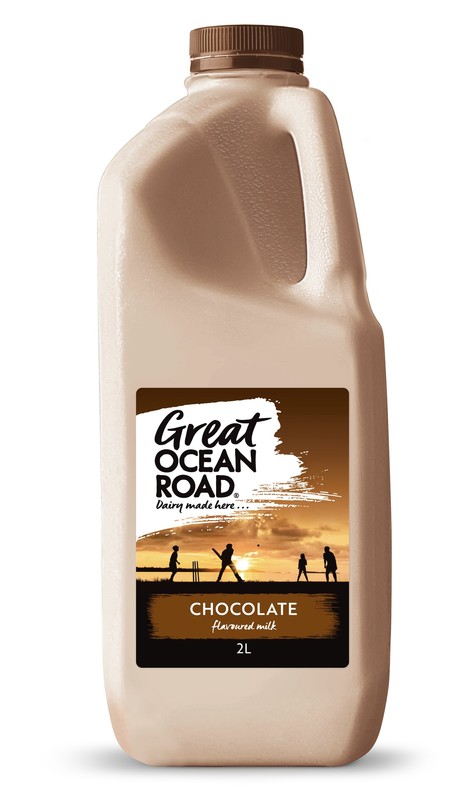 Great
OCEAN
ROAD®
Dairy made here...
CHOCOLATE
flavoured milk
2L